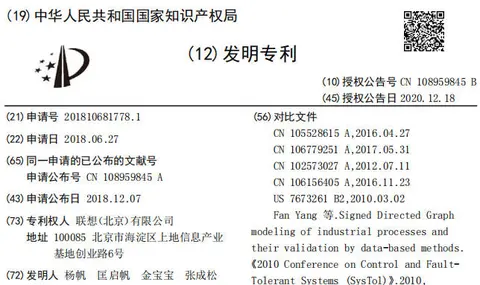 (19)中华人民共和国国家知识产权局
(12)发明专利
(10)授权公告号 CN 108959845 B
(45)授权公告日 2020.12.18
(21)申请号 201810681778.1
(22)申请日 2018.06.27
(65)同一申请的已公布的文献号
申请公布号 CN 108959845 A
(43)申请公布日 2018.12.07
(73)专利权人 联想(北京)有限公司
地址 100085 北京市海淀区上地信息产业
基地创业路6号
(72)发明人 杨帆 匡启帆 金宝宝 张成松
(56)对比文件
CN 105528615 A,2016.04.27
CN 106779251 A,2017.05.31
CN 102573027 A,2012.07.11
CN 106156405 A,2016.11.23
US 7673261 B2,2010.03.02
Fan Yang 等.Signed Directed Graph
modeling of industrial processes and
their validation by data-based methods.
《2010 Conference on Control and Fault-
Tolerant Systems (SysTol)》.2010,